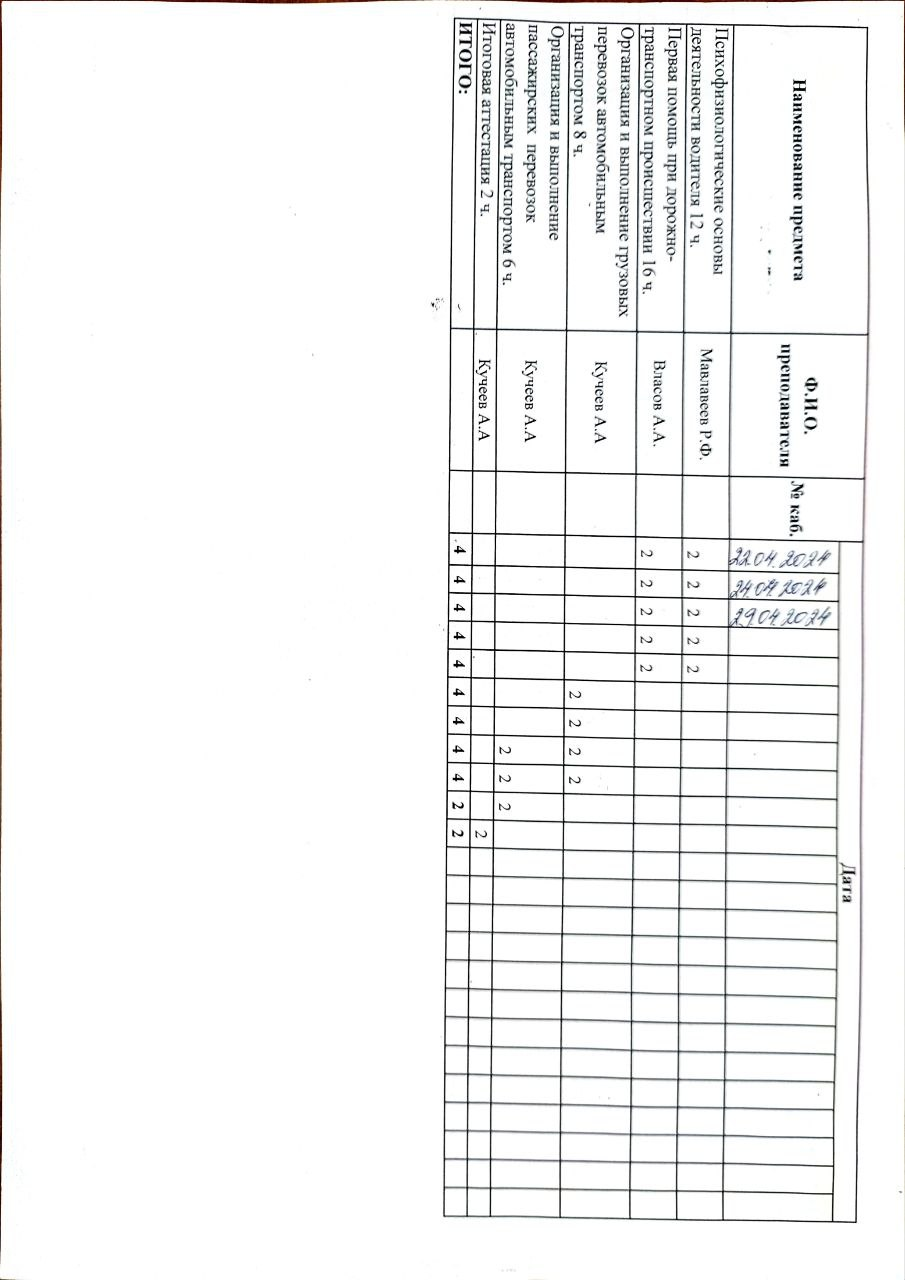 Наименование предмета
Ф.И.О.
преподавателя
№ каб.
Дата
22.04.2024
24.04.2024
29.04.2024
Психофизиологические основы
деятельности водителя 12 ч.
Мавлавеев Р.Ф.
2 2 2 2 2
Первая помощь при дорожно-
транспортном происшествии 16 ч.
Власов А.А.
2 2 2 2 2
Организация и выполнение грузовых
перевозок автомобильным
транспортом 8 ч.
Кучеев А.А
2 2 2 2
Организация и выполнение
пассажирских перевозок
автомобильным транспортом 6 ч.
Кучеев А.А
2 2 2
Итоговая аттестация 2 ч.
Кучеев А.А
2
ИТОГО:
4 4 4 4 4 4 4 4 4 2 2